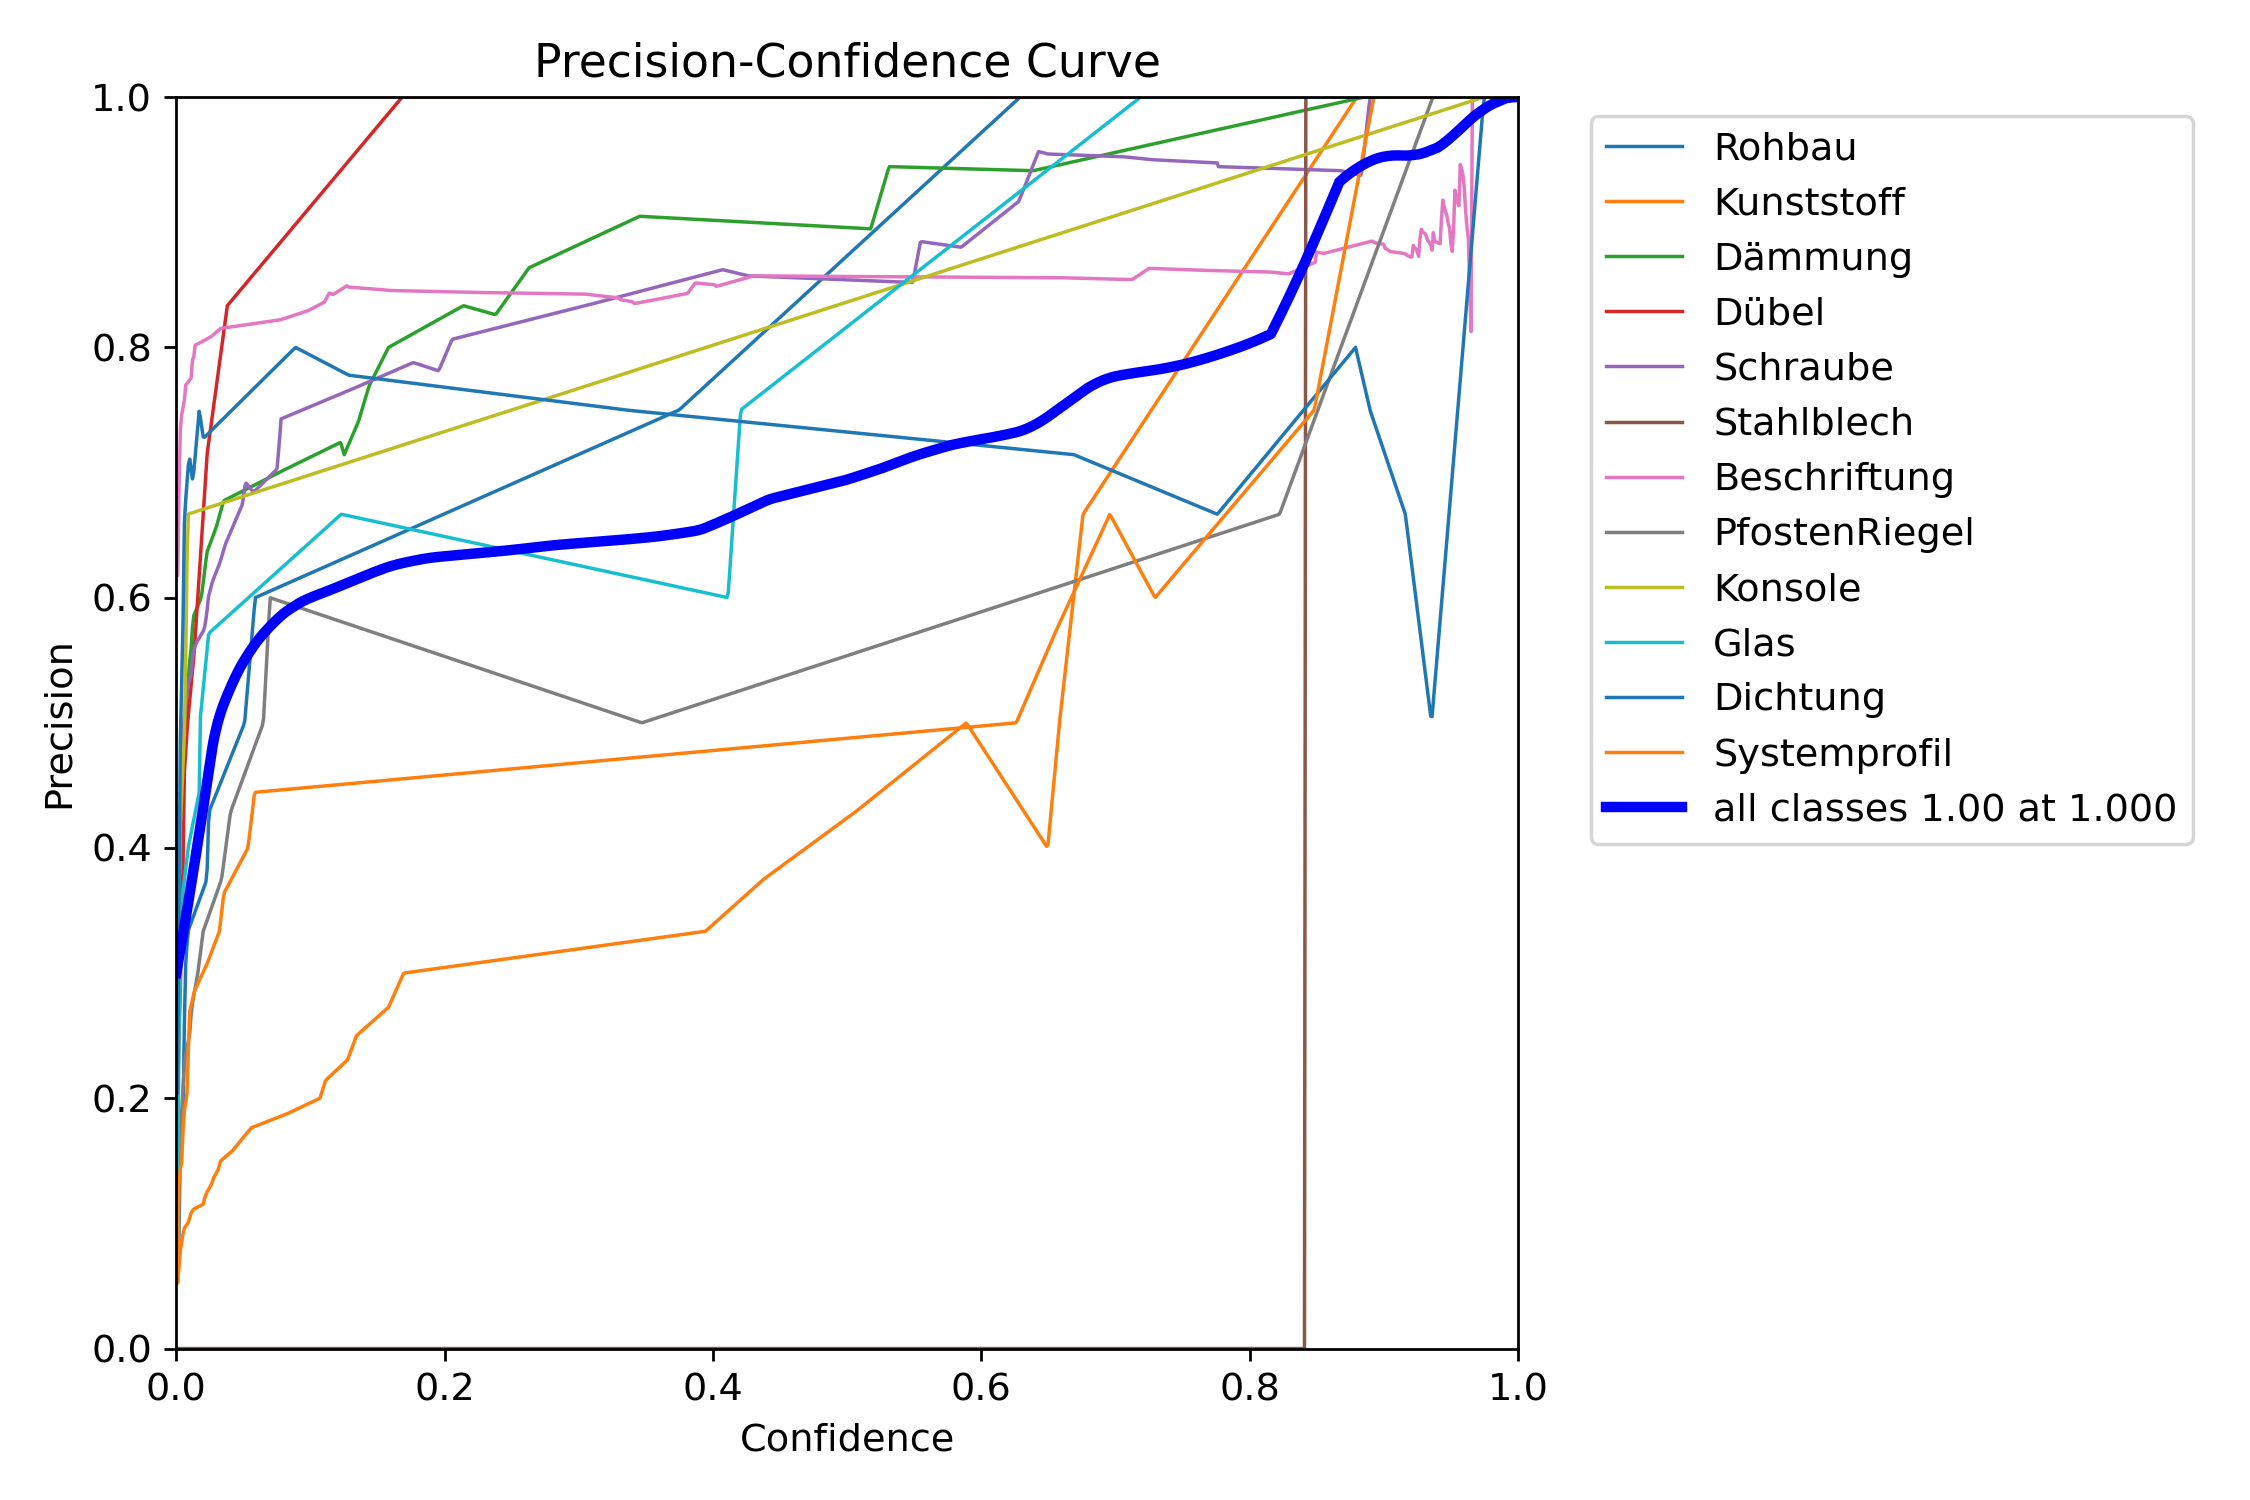 Precision-Confidence Curve
1.0
0.8
0.6
0.4
0.2
0.0
Precision
0.0 0.2 0.4 0.6 0.8 1.0
Confidence
Rohbau
Kunststoff
Dämmung
Dübel
Schraube
Stahlblech
Beschriftung
PfostenRiegel
Konsole
Glas
Dichtung
Systemprofil
all classes 1.00 at 1.000